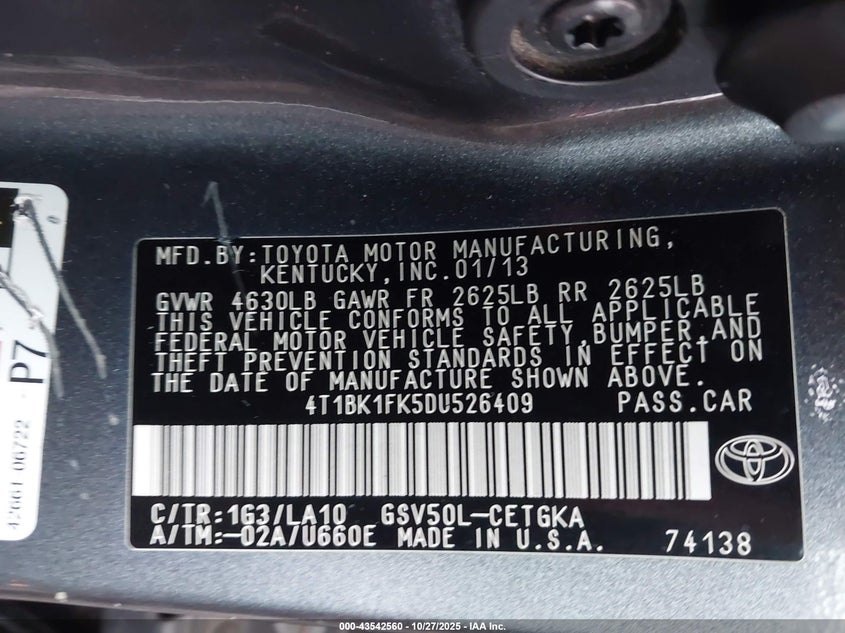 MFD.BY:TOYOTA MOTOR MANUFACTURING,
KENTUCKY,INC.01/13
GVWR 4630LB GAWR FR 2625LB RR 2625LB
THIS VEHICLE CONFORMS TO ALL APPLICABLE
FEDERAL MOTOR VEHICLE SAFETY,BUMPER,AND
THEFT PREVENTION STANDARDS IN EFFECT ON
THE DATE OF MANUFACTURE SHOWN ABOVE.
4T1BK1FK5DU526409 PASS.CAR
C/TR:1G3/LA10 GSV50L-CETGKA
A/TM:-02A/U660E MADE IN U.S.A. 74138
42661 06722 P7
000-43542560 | 10/27/2025 - IAA Inc.